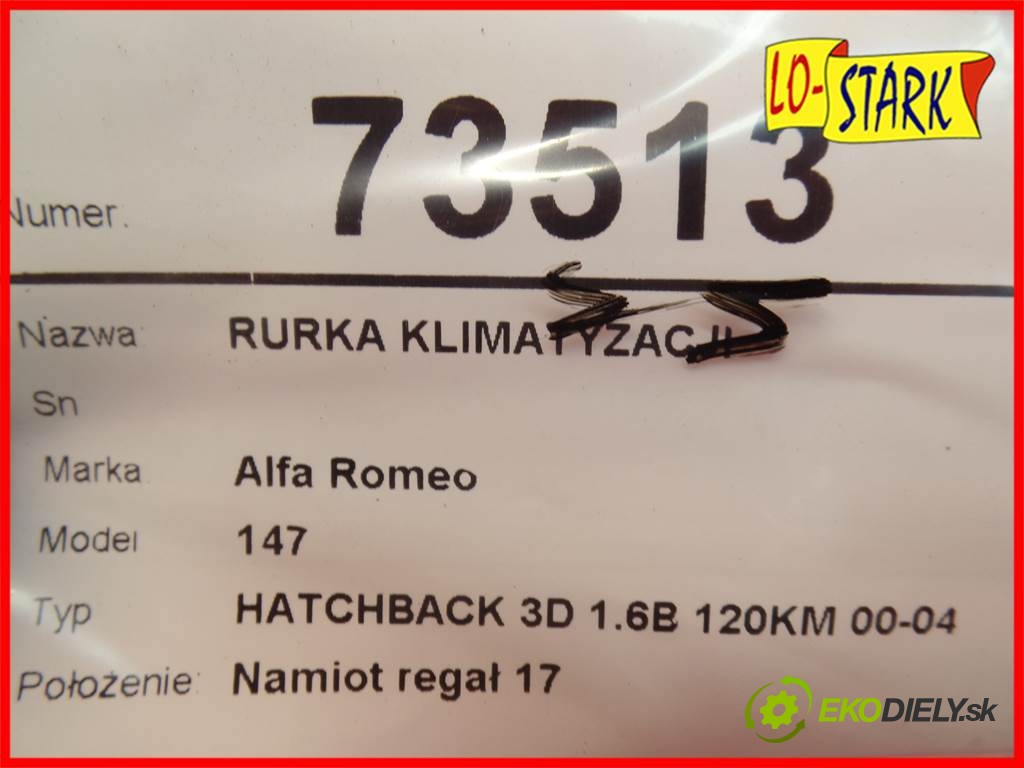 LO-STARK
Numer: 73513
Nazwa: RURKA KLIMATYZACJI
Sn
Marka Alfa Romeo
Model 147
Typ HATCHBACK 3D 1.6B 120KM 00-04
Położenie: Namiot regał 17
EKODIELY.sk